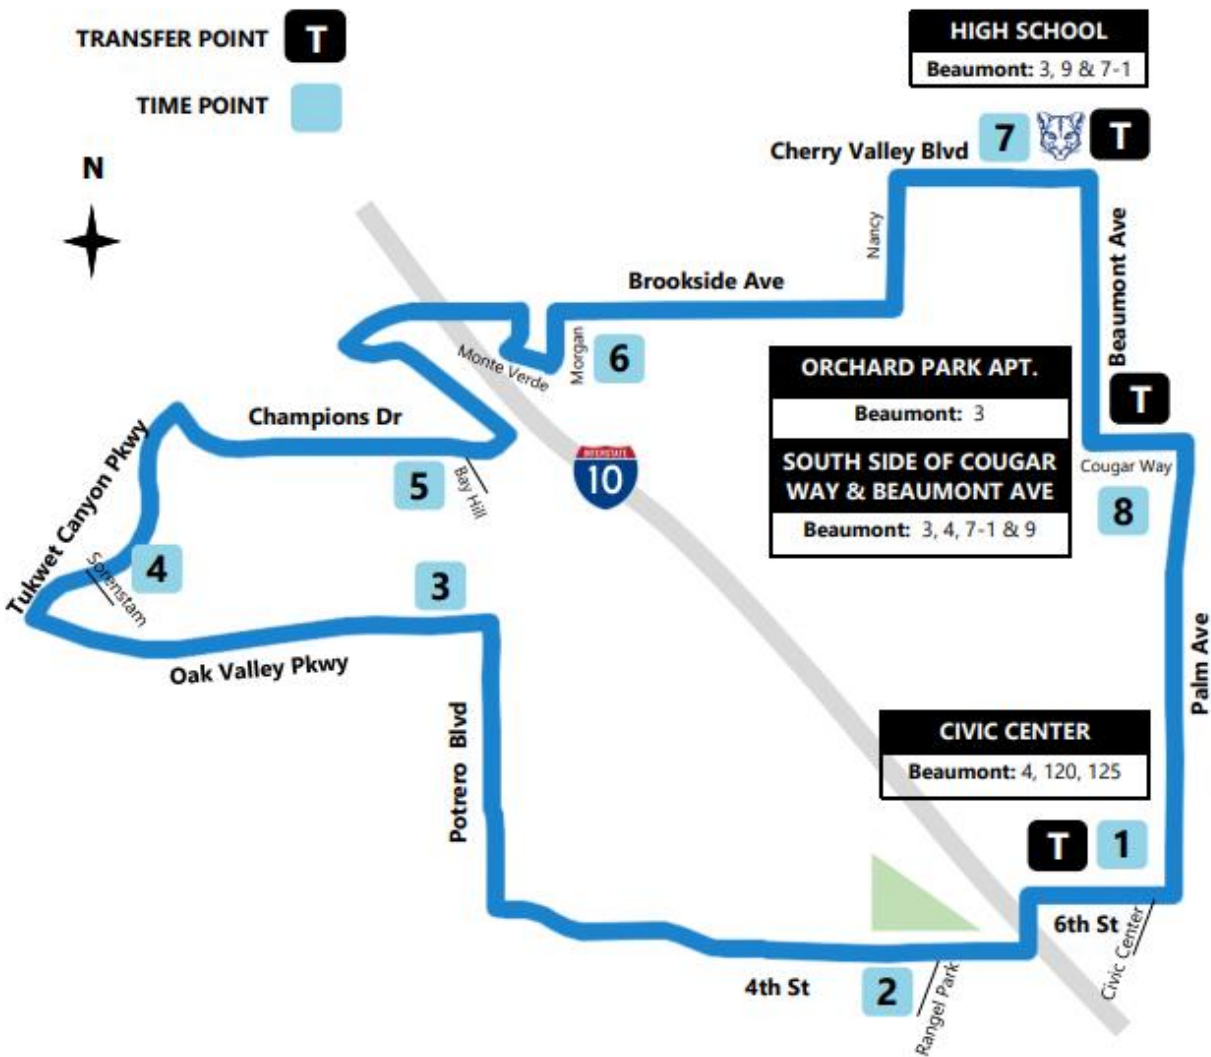 TRANSFER POINT T
TIME POINT
N
HIGH SCHOOL
Beaumont: 3, 9 & 7-1
Cherry Valley Blvd 7 T
Nancy
Beaumont Ave
Brookside Ave
Monte Verde
Morgan
6
ORCHARD PARK APT.
Beaumont: 3
SOUTH SIDE OF COUGAR
WAY & BEAUMONT AVE
Beaumont: 3, 4, 7-1 & 9
T
Cougar Way
8
Champions Dr
Tukwet Canyon Pkwy
5
Bay Hill
INTERSTATE
10
4
Sorenstam
3
Oak Valley Pkwy
Potrero Blvd
Palm Ave
CIVIC CENTER
Beaumont: 4, 120, 125
T 1
6th St
Civic Center
4th St
2
Rangel Park